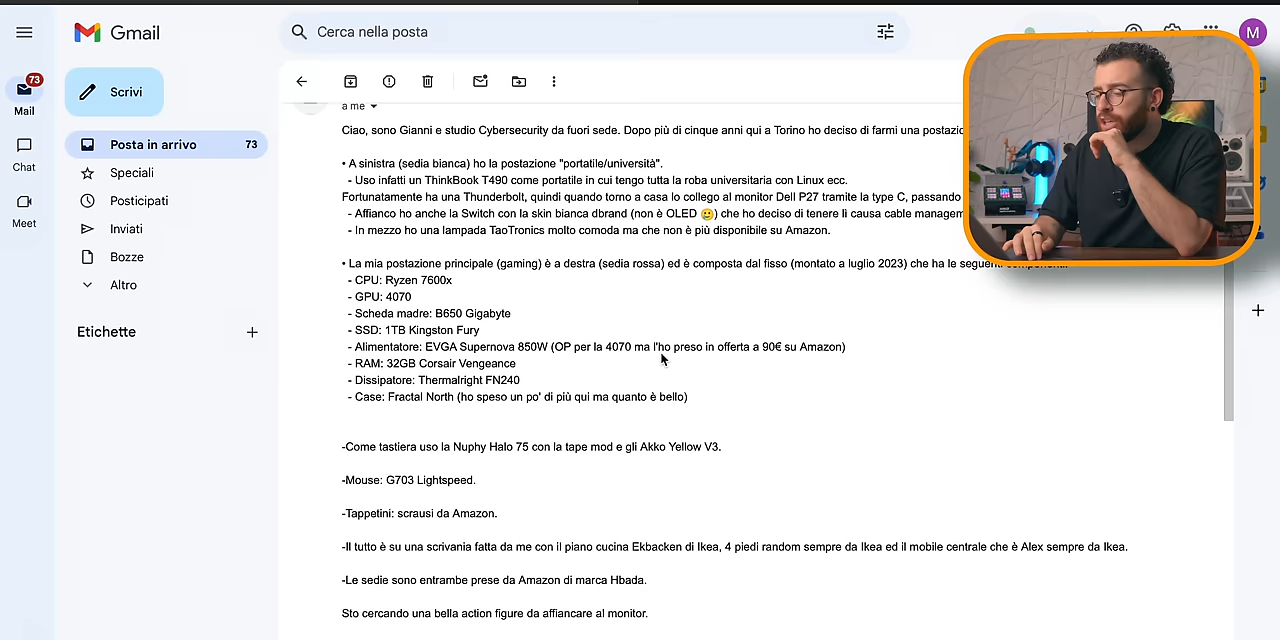 Gmail
Cerca nella posta
M
73
Mail
Chat
Meet
Scrivi
Posta in arrivo 73
Speciali
Posticipati
Inviati
Bozze
Altro
Etichette
a me
Ciao, sono Gianni e studio Cybersecurity da fuori sede. Dopo più di cinque anni qui a Torino ho deciso di farmi una
• A sinistra (sedia bianca) ho la postazione "portatile/università".
- Uso infatti un ThinkBook T490 come portatile in cui tengo tutta la roba universitaria con Linux ecc.
Fortunatamente ha una Thunderbolt, quindi quando torno a casa lo collego al monitor Dell P27 tramite la type C, passando
- Affianco ho anche la Switch con la skin bianca dbrand (non è OLED 🥲) che ho deciso di tenere lì causa cable
- In mezzo ho una lampada TaoTronics molto comoda ma che non è più disponibile su Amazon.
• La mia postazione principale (gaming) è a destra (sedia rossa) ed è composta dal fisso (montato a luglio 2023) che ha le
- CPU: Ryzen 7600x
- GPU: 4070
- Scheda madre: B650 Gigabyte
- SSD: 1TB Kingston Fury
- Alimentatore: EVGA Supernova 850W (OP per la 4070 ma l'ho preso in offerta a 90€ su Amazon)
- RAM: 32GB Corsair Vengeance
- Dissipatore: Thermalright FN240
- Case: Fractal North (ho speso un po' di più qui ma quanto è bello)
-Come tastiera uso la Nuphy Halo 75 con la tape mod e gli Akko Yellow V3.
-Mouse: G703 Lightspeed.
-Tappetini: scrausi da Amazon.
-Il tutto è su una scrivania fatta da me con il piano cucina Ekbacken di Ikea, 4 piedi random sempre da Ikea ed il mobile centrale che è Alex sempre da Ikea.
-Le sedie sono entrambe prese da Amazon di marca Hbada.
Sto cercando una bella action figure da affiancare al monitor.